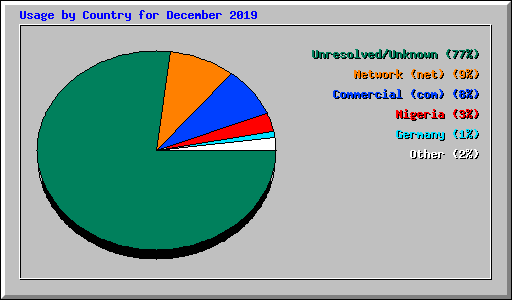 Usage by Country for December 2019
Unresolved/Unknown (77%)
Network (net) (9%)
Commercial (com) (8%)
Nigeria (3%)
Germany (1%)
Other (2%)